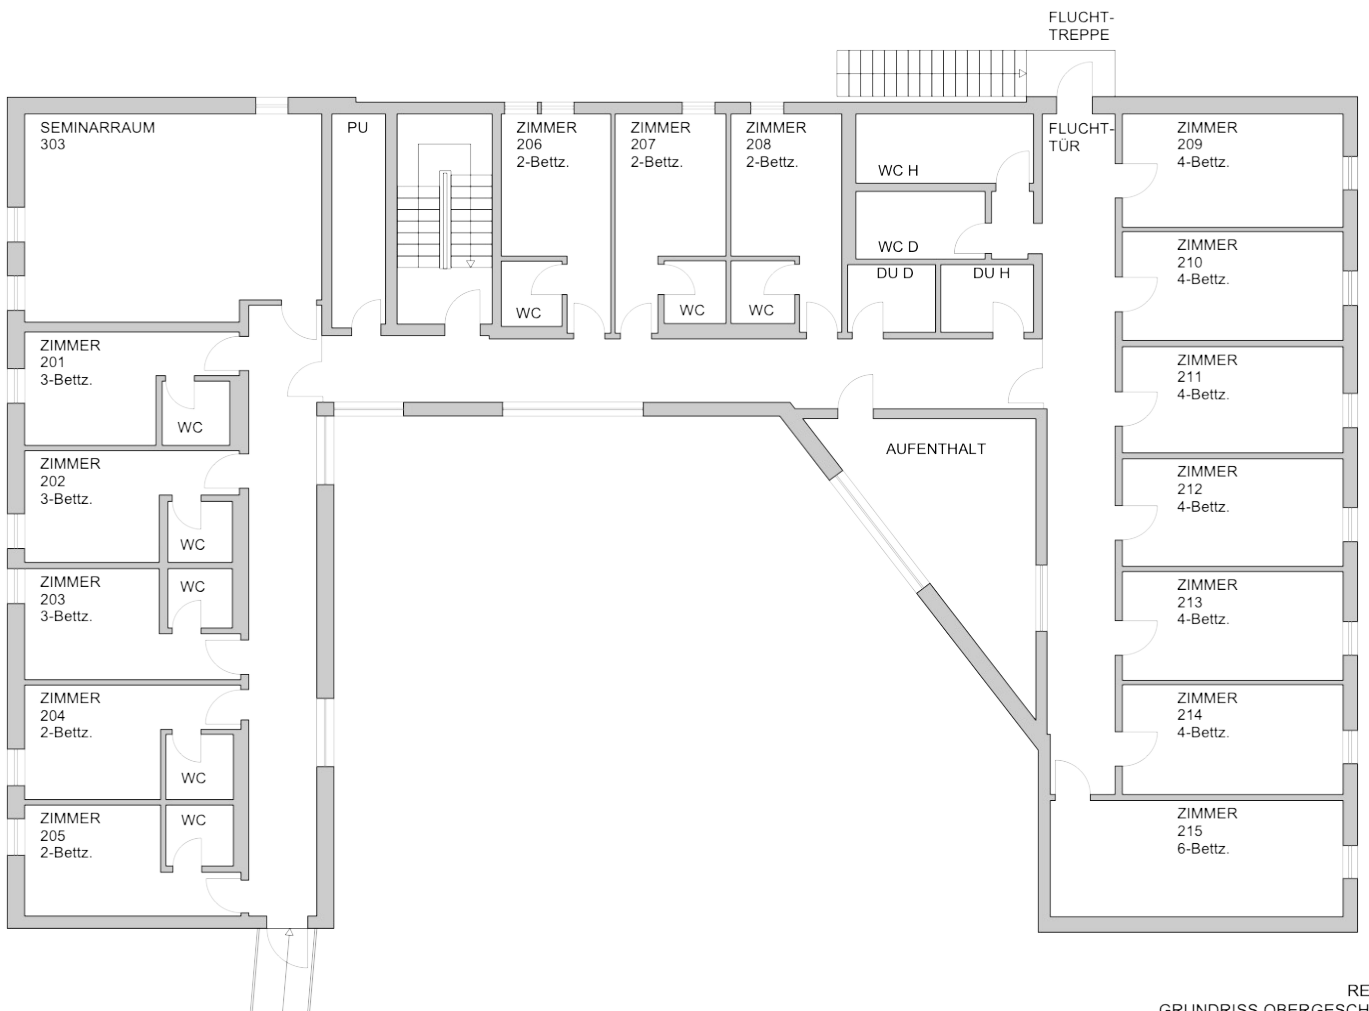 FLUCHT-
TREPPE
SEMINARRAUM
303
PU
ZIMMER
206
2-Bettz.
ZIMMER
207
2-Bettz.
ZIMMER
208
2-Bettz.
WC H
FLUCHT-
TÜR
ZIMMER
209
4-Bettz.
WC D
ZIMMER
210
4-Bettz.
DU D
DU H
WC
WC
WC
ZIMMER
201
3-Bettz.
WC
ZIMMER
211
4-Bettz.
AUFENTHALT
ZIMMER
202
3-Bettz.
WC
ZIMMER
212
4-Bettz.
ZIMMER
203
3-Bettz.
WC
ZIMMER
213
4-Bettz.
ZIMMER
204
2-Bettz.
WC
ZIMMER
214
4-Bettz.
ZIMMER
205
2-Bettz.
WC
ZIMMER
215
6-Bettz.
RE
GRUNDRISS OBERGESCH